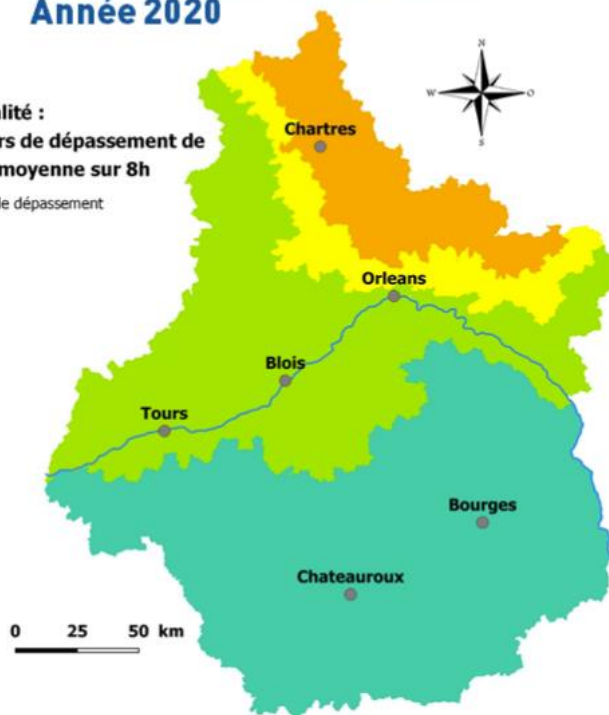 Année 2020
N
W
O
S
alité :
rs de dépassement de
moyenne sur 8h
de dépassement
Chartres
Orleans
Blois
Tours
Bourges
Chateauroux
0 25 50 km